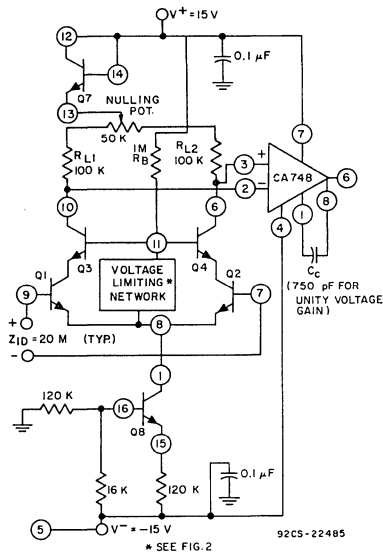 V+ = 15 V
12
0.1 µF
14
Q7
13
NULLING
POT.
50 K
7
RL1
100 K
1M
RB
RL2
100 K
3
+
CA748
6
2
−
10
6
4
1
8
11
Q3
Q4
CC
(750 pF FOR
UNITY VOLTAGE
GAIN)
Q1
VOLTAGE
LIMITING *
NETWORK
Q2
9
7
+
8
ZID = 20 M (TYP.)
−
1
120 K
16
Q8
15
16 K
120 K
0.1 µF
5
V− = −15 V
92CS-22485
* SEE FIG.2